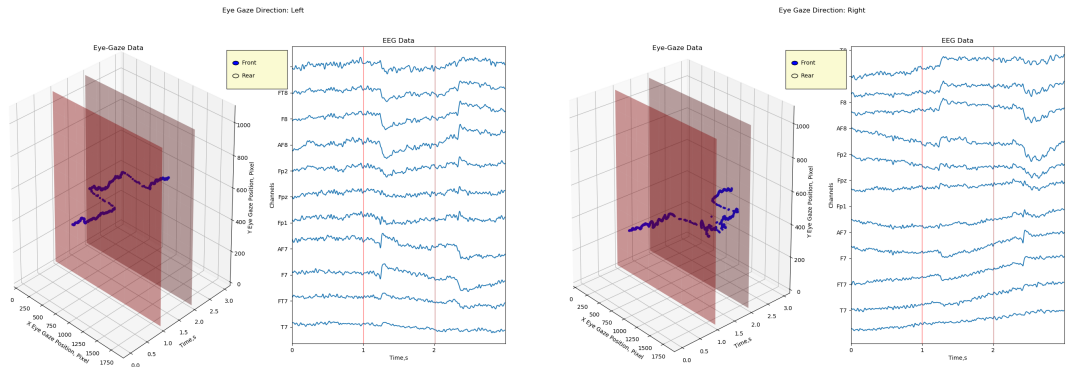 Eye Gaze Direction: Left
Eye-Gaze Data
Front
Rear
EEG Data
FT8
F8
AF8
Fp2
Fpz
Fp1
AF7
F7
FT7
T7
Channels
0
1
2
Time,s
1000
800
600
400
200
0
Y Eye Gaze Position, Pixel
0
250
500
750
1000
1250
1500
1750
X Eye Gaze Position, Pixel
0.0
0.5
1.0
1.5
2.0
2.5
3.0
Time,s
Eye Gaze Direction: Right
Eye-Gaze Data
Front
Rear
EEG Data
F8
AF8
Fp2
Fpz
Fp1
AF7
F7
FT7
T7
Channels
0
1
2
Time,s
1000
800
600
400
200
0
Y Eye Gaze Position, Pixel
0
250
500
750
1000
1250
1500
1750
X Eye Gaze Position, Pixel
0.0
0.5
1.0
1.5
2.0
2.5
3.0
Time,s